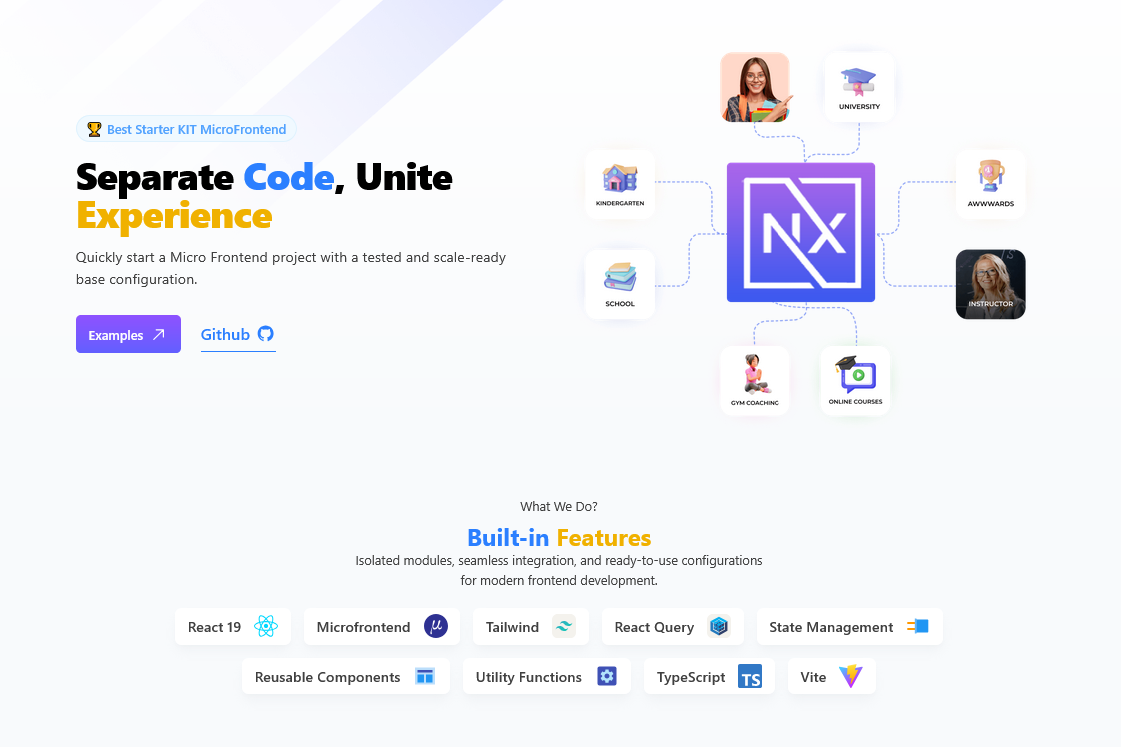 Best Starter KIT MicroFrontend
Separate Code, Unite
Experience
Quickly start a Micro Frontend project with a tested and scale-ready
base configuration.
Examples
Github
UNIVERSITY
KINDERGARTEN
AWWWARDS
NX
SCHOOL
INSTRUCTOR
GYM COACHING
ONLINE COURSES
What We Do?
Built-in Features
Isolated modules, seamless integration, and ready-to-use configurations
for modern frontend development.
React 19
Microfrontend
μ
Tailwind
React Query
State Management
Reusable Components
Utility Functions
TypeScript
TS
Vite